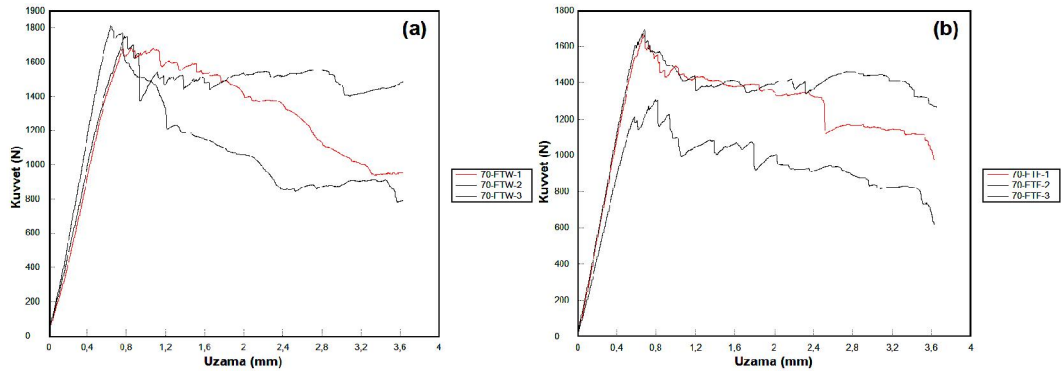 (a)
Kuvvet (N)
1900
1800
1600
1400
1200
1000
800
600
400
200
0
0 0,4 0,8 1,2 1,6 2 2,4 2,8 3,2 3,6 4
Uzama (mm)
70-FTW-1
70-FTW-2
70-FTW-3
(b)
Kuvvet (N)
1800
1600
1400
1200
1000
800
600
400
200
0
0 0,4 0,8 1,2 1,6 2 2,4 2,8 3,2 3,6 4
Uzama (mm)
70-FTF-1
70-FTF-2
70-FTF-3